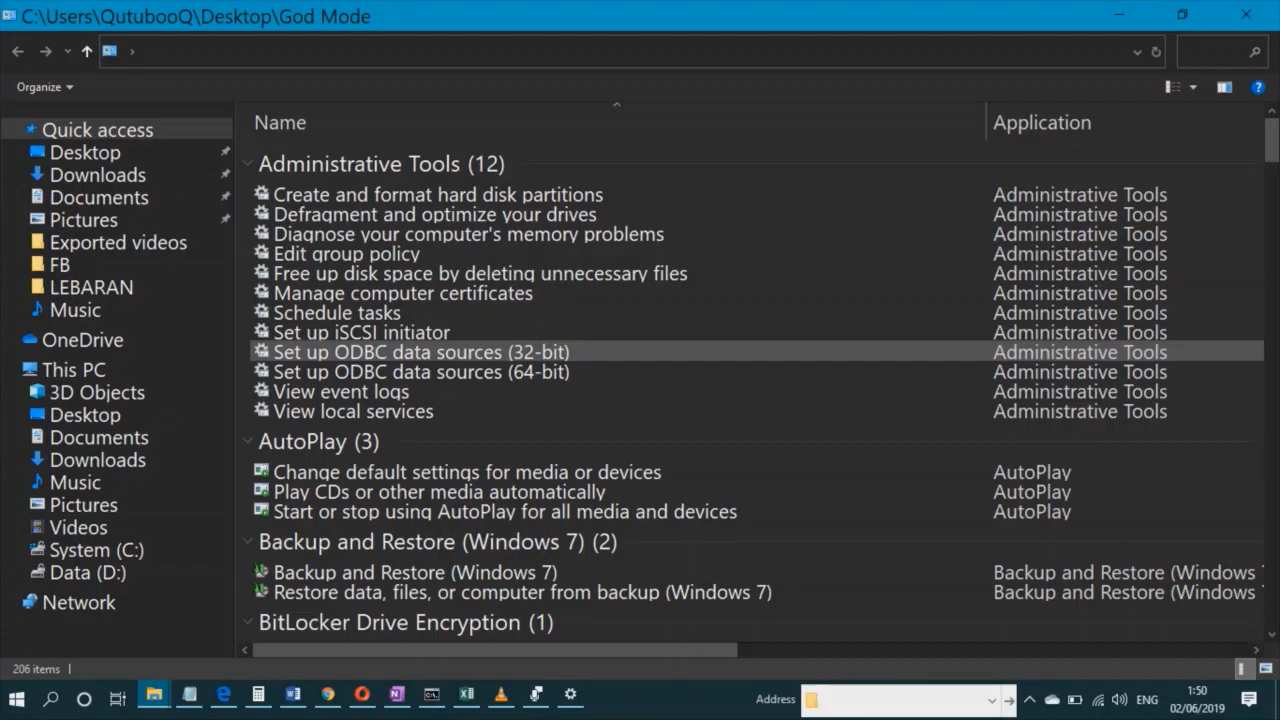 C:\Users\QutubooQ\Desktop\God Mode
Organize
Name
Application
Quick access
Desktop
Downloads
Documents
Pictures
Exported videos
FB
LEBARAN
Music
OneDrive
This PC
3D Objects
Desktop
Documents
Downloads
Music
Pictures
Videos
System (C:)
Data (D:)
Network
Administrative Tools (12)
Create and format hard disk partitions Administrative Tools
Defragment and optimize your drives Administrative Tools
Diagnose your computer's memory problems Administrative Tools
Edit group policy Administrative Tools
Free up disk space by deleting unnecessary files Administrative Tools
Manage computer certificates Administrative Tools
Schedule tasks Administrative Tools
Set up iSCSI initiator Administrative Tools
Set up ODBC data sources (32-bit) Administrative Tools
Set up ODBC data sources (64-bit) Administrative Tools
View event logs Administrative Tools
View local services Administrative Tools
AutoPlay (3)
Change default settings for media or devices AutoPlay
Play CDs or other media automatically AutoPlay
Start or stop using AutoPlay for all media and devices AutoPlay
Backup and Restore (Windows 7) (2)
Backup and Restore (Windows 7) Backup and Restore (Windows
Restore data, files, or computer from backup (Windows 7) Backup and Restore (Windows
BitLocker Drive Encryption (1)
206 items
Address
ENG
1:50
02/06/2019